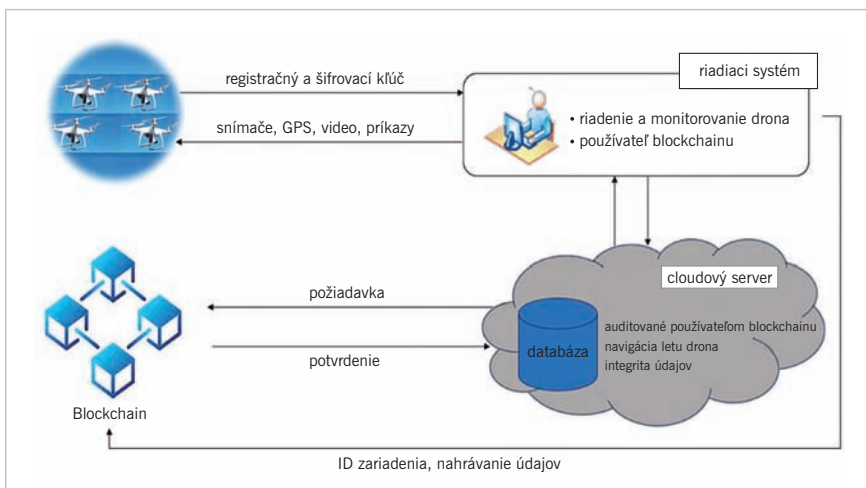 registračný a šifrovací kľúč
riadiaci systém
• riadenie a monitorovanie drona
• používateľ blockchainu
snímače, GPS, video, príkazy
cloudový server
požiadavka
databáza
auditované používateľom blockchainu
navigácia letu drona
integrita údajov
potvrdenie
Blockchain
ID zariadenia, nahrávanie údajov